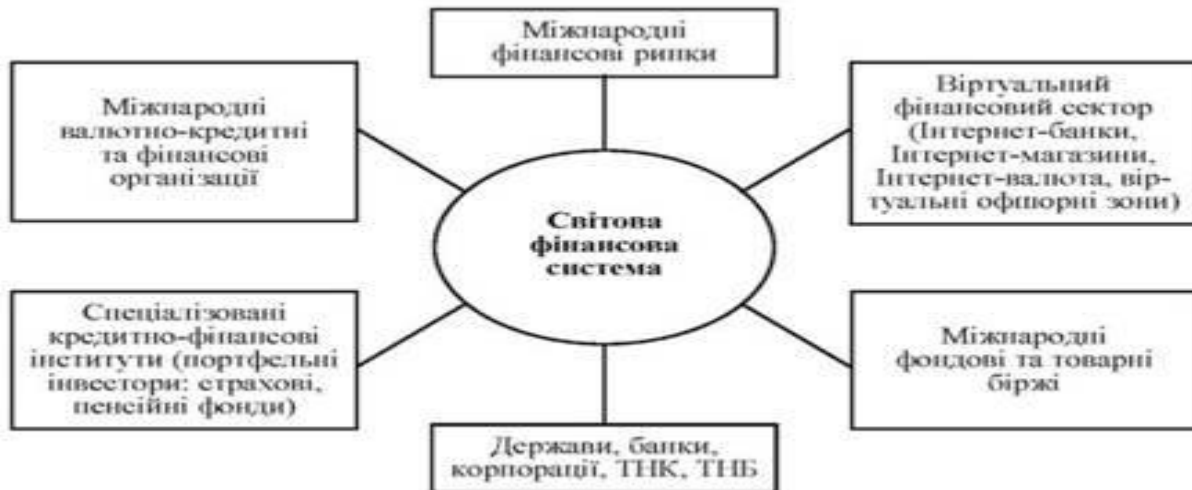 Міжнародні
фінансові ринки
Міжнародні
валютно-кредитні
та фінансові
організації
Віртуальний
фінансовий сектор
(Інтернет-банки,
Інтернет-магазини,
Інтернет-валюта, вір-
туальні офшорні зони)
Світова
фінансова
система
Спеціалізовані
кредитно-фінансові
інститути (портфельні
інвестори: страхові,
пенсійні фонди)
Міжнародні
фондові та товарні
біржі
Держави, банки,
корпорації, ТНК, ТНБ